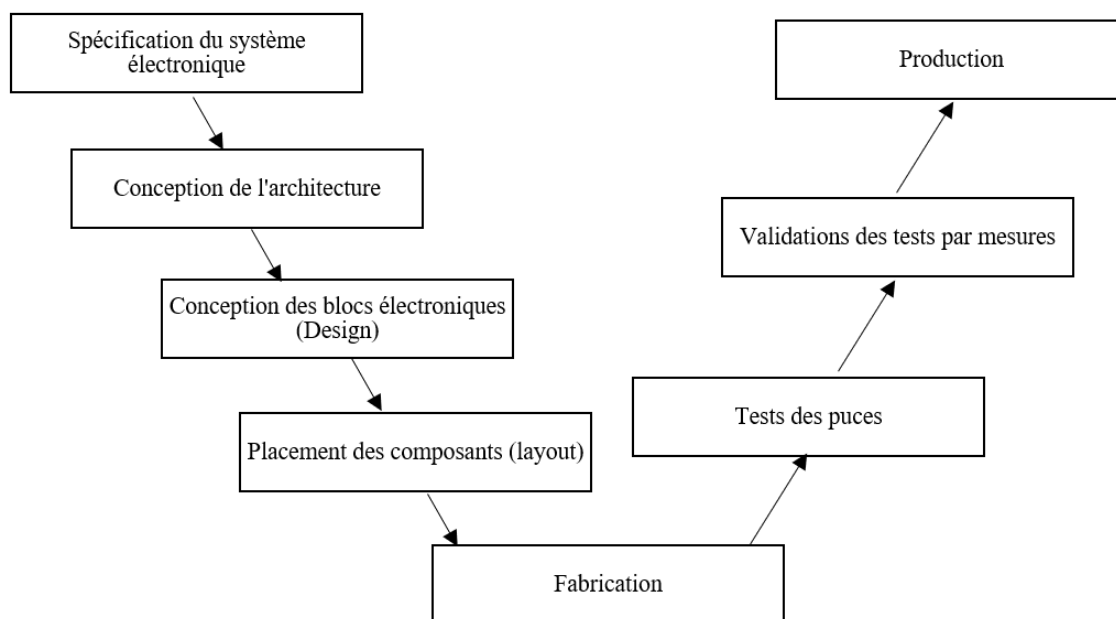 Spécification du système
électronique
Conception de l'architecture
Conception des blocs électroniques
(Design)
Placement des composants (layout)
Fabrication
Tests des puces
Validations des tests par mesures
Production